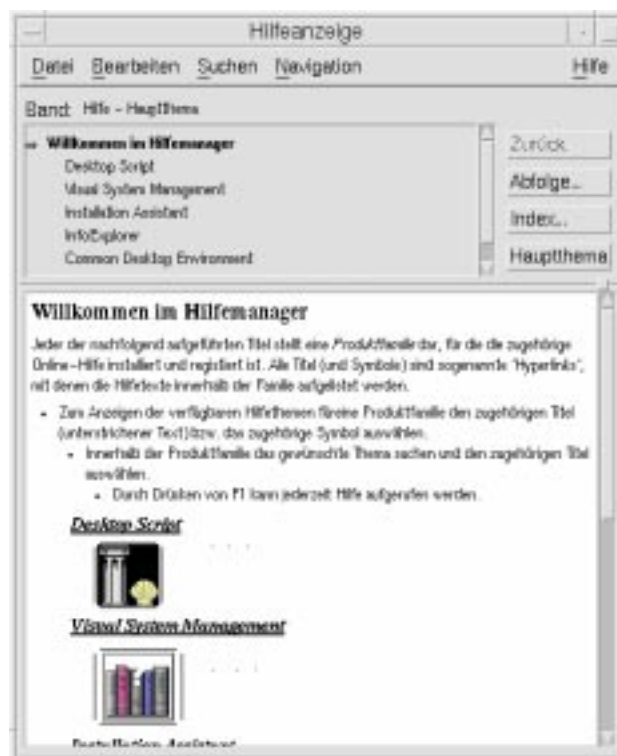 Hilfeanzeige
Datei Bearbeiten Suchen Navigation Hilfe
Band: Hilfe - Hauptthema
Willkommen im Hilfemanager
Desktop Script
Visual System Management
Installation Assistant
InfoExplorer
Common Desktop Environment
Zurück
Abfolge...
Index...
Hauptthema
Willkommen im Hilfemanager
Jeder der nachfolgend aufgeführten Titel stellt eine Produktfamilie dar, für die die zugehörige
Online-Hilfe installiert und registriert ist. Alle Titel (und Symbole) sind sogenannte 'Hyperlinks',
mit denen die Hilfetexte innerhalb der Familie aufgelistet werden.
• Zum Anzeigen der verfügbaren Hilfethemen füreine Produktfamilie den zugehörigen Titel
(unterstrichener Text) bzw. das zugehörige Symbol auswählen.
• Innerhalb der Produktfamilie das gewünschte Thema suchen und den zugehörigen Titel
auswählen.
• Durch Drücken von F1 kann jederzeit Hilfe aufgerufen werden.
Desktop Script
Visual System Management
Installation Assistant